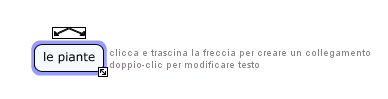 le piante
clicca e trascina la freccia per creare un collegamento
doppio-clic per modificare testo